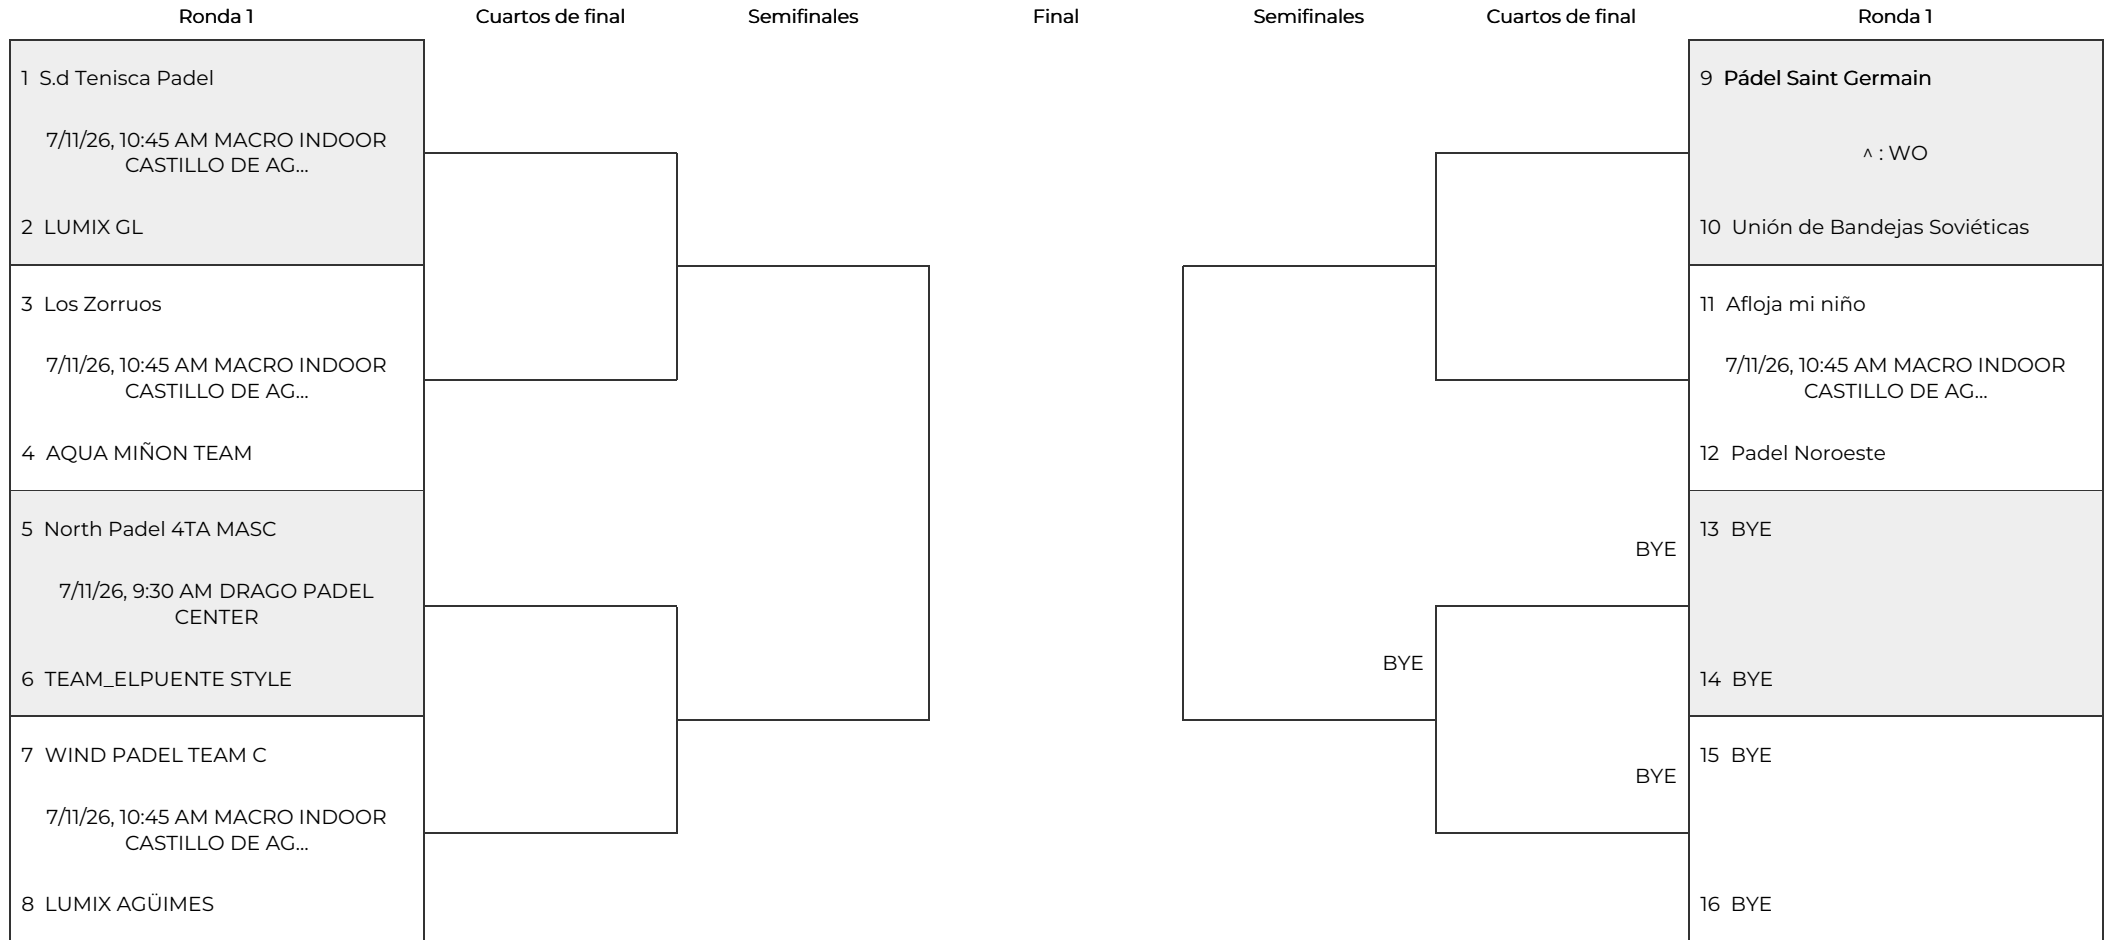 Ronda 1
Cuartos de final
Semifinales
Final
Semifinales
Cuartos de final
Ronda 1
1 S.d Tenisca Padel
7/11/26, 10:45 AM MACRO INDOOR
CASTILLO DE AG...
2 LUMIX GL
3 Los Zorruos
7/11/26, 10:45 AM MACRO INDOOR
CASTILLO DE AG...
4 AQUA MIÑON TEAM
5 North Padel 4TA MASC
7/11/26, 9:30 AM DRAGO PADEL
CENTER
6 TEAM_ELPUENTE STYLE
7 WIND PADEL TEAM C
7/11/26, 10:45 AM MACRO INDOOR
CASTILLO DE AG...
8 LUMIX AGÜIMES
BYE
BYE
BYE
9 Pádel Saint Germain
^ : WO
10 Unión de Bandejas Soviéticas
11 Afloja mi niño
7/11/26, 10:45 AM MACRO INDOOR
CASTILLO DE AG...
12 Padel Noroeste
13 BYE
14 BYE
15 BYE
16 BYE